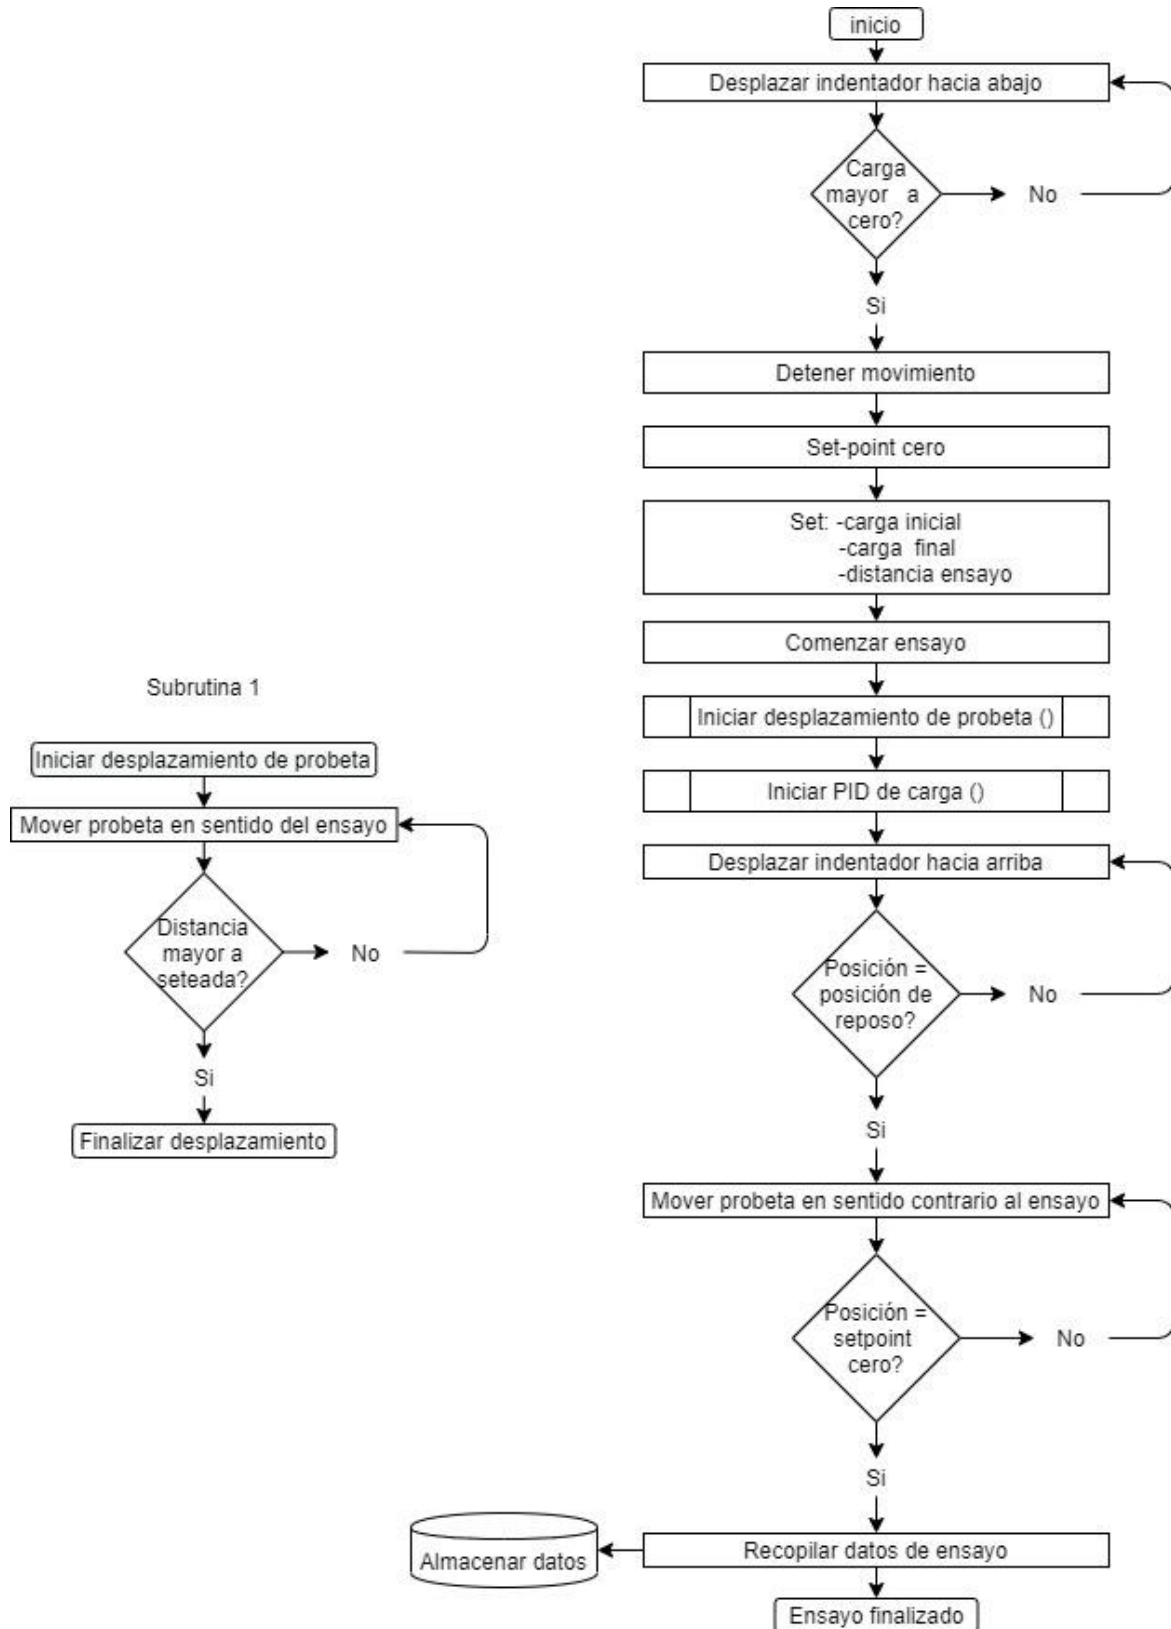 inicio
Desplazar indentador hacia abajo
Carga
mayor a
cero?
No
Si
Detener movimiento
Set-point cero
Set: -carga inicial
-carga final
-distancia ensayo
Comenzar ensayo
Iniciar desplazamiento de probeta ()
Iniciar PID de carga ()
Desplazar indentador hacia arriba
Posición =
posición de
reposo?
No
Si
Mover probeta en sentido contrario al ensayo
Posición =
setpoint
cero?
No
Si
Recopilar datos de ensayo
Almacenar datos
Ensayo finalizado
Subrutina 1
Iniciar desplazamiento de probeta
Mover probeta en sentido del ensayo
Distancia
mayor a
seteada?
No
Si
Finalizar desplazamiento